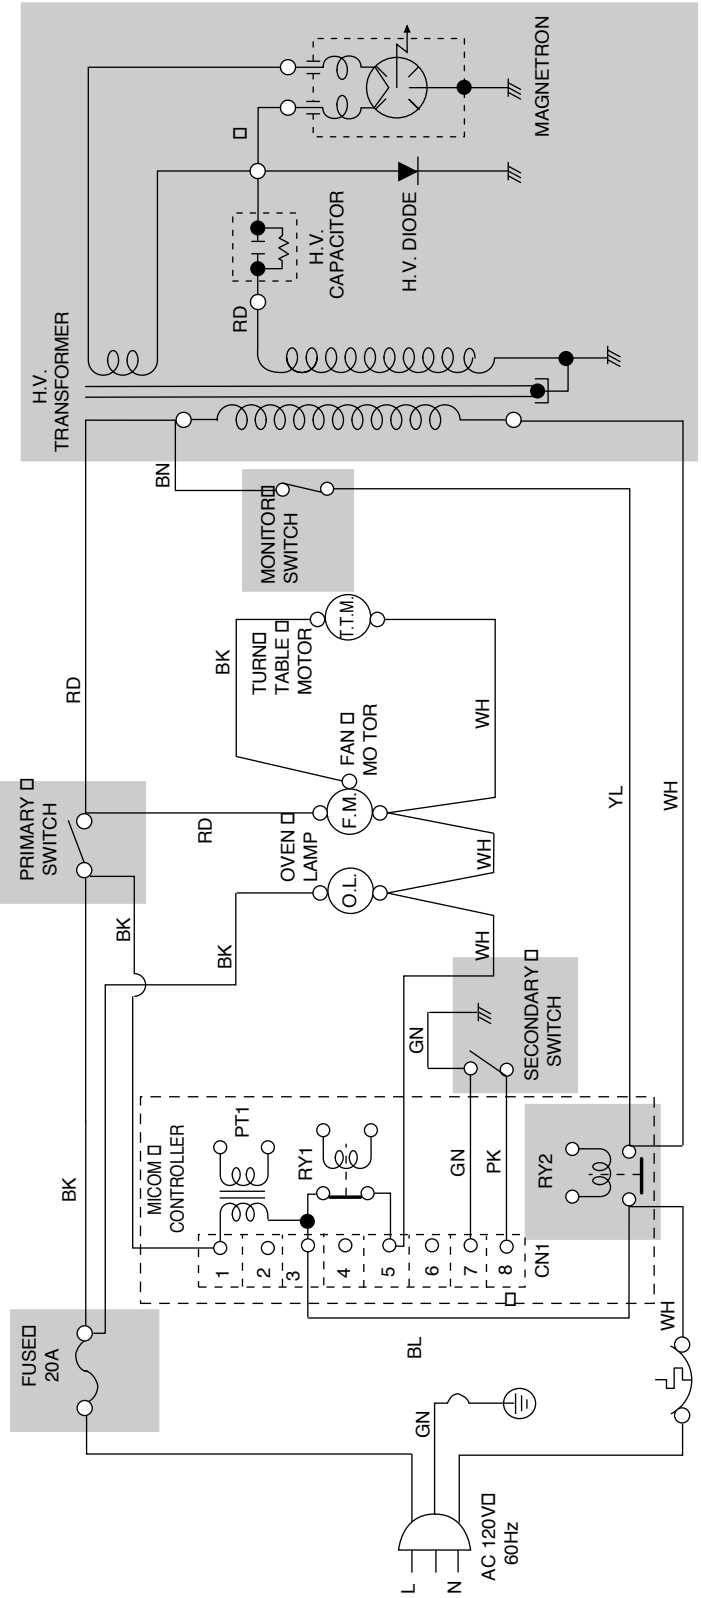 H.V.
TRANSFORMER
RD
H.V.
CAPACITOR
H.V. DIODE
MAGNETRON
BN
MONITOR
SWITCH
RD
BK
TURN
TABLE
MOTOR
T.T.M.
WH
PRIMARY
SWITCH
RD
FAN
MO TOR
F.M.
OVEN
LAMP
O.L.
WH
YL
WH
BK
BK
WH
SECONDARY
SWITCH
GN
BK
MICOM
CONTROLLER
PT1
RY1
GN
PK
RY2
1
2
3
4
5
6
7
8
CN1
FUSE
20A
BL
WH
GN
L
N
AC 120V
60Hz